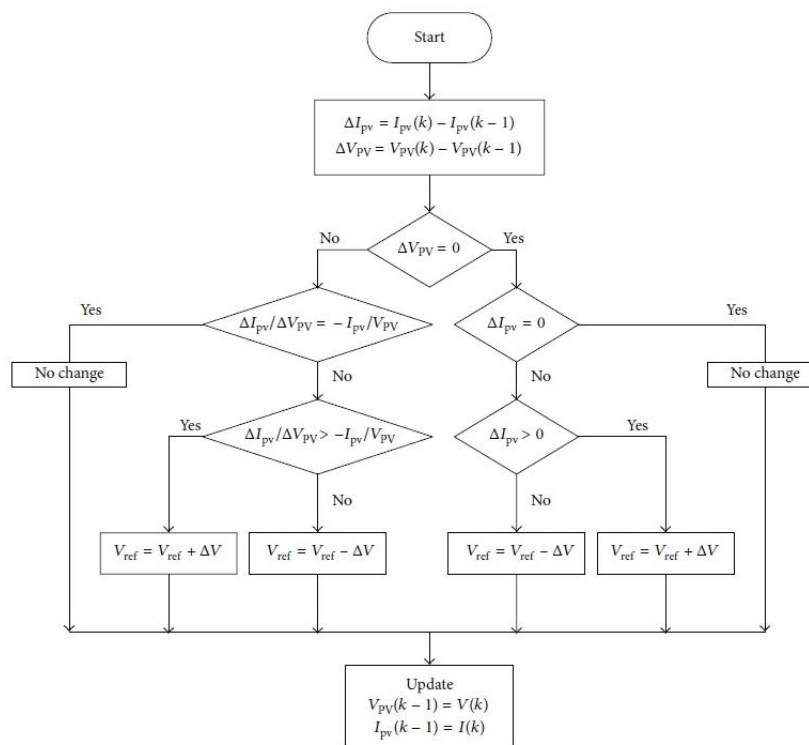 Start
ΔI_pv = I_pv(k) − I_pv(k − 1)
ΔV_PV = V_PV(k) − V_PV(k − 1)
No
ΔV_PV = 0
Yes
Yes
ΔI_pv/ΔV_PV = − I_pv/V_PV
ΔI_pv = 0
Yes
No change
No
No
No change
Yes
ΔI_pv/ΔV_PV > −I_pv/V_PV
ΔI_pv > 0
Yes
No
No
V_ref = V_ref + ΔV
V_ref = V_ref − ΔV
V_ref = V_ref − ΔV
V_ref = V_ref + ΔV
Update
V_PV(k − 1) = V(k)
I_pv(k − 1) = I(k)